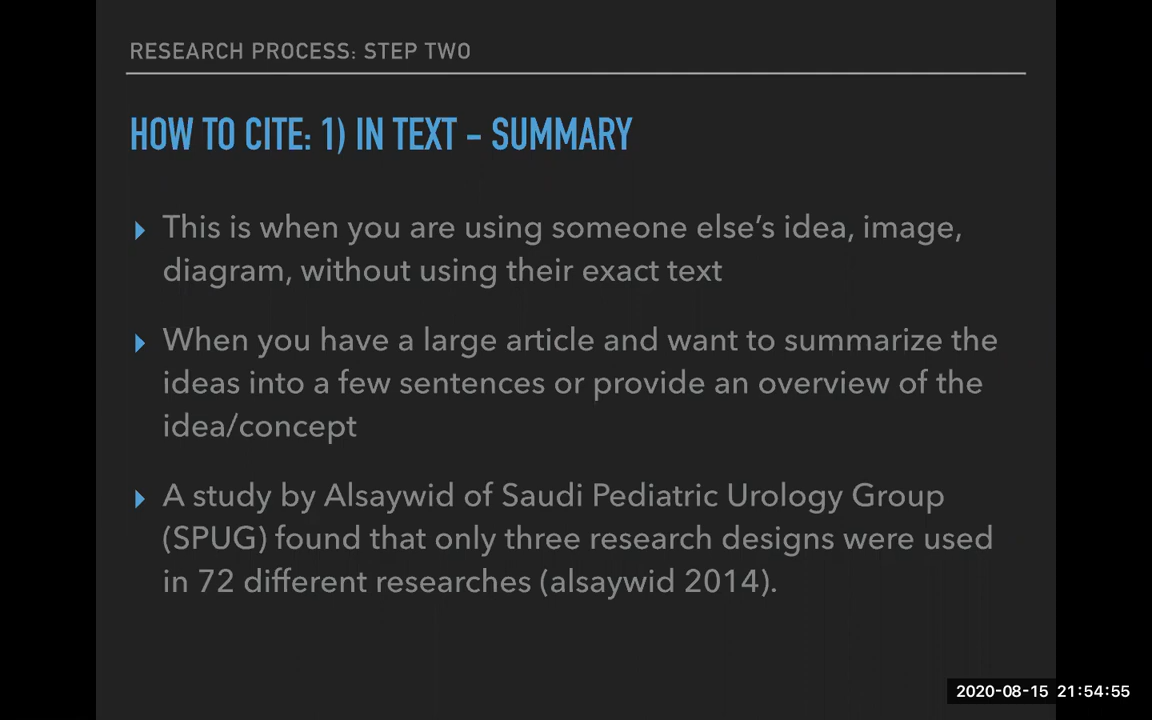 RESEARCH PROCESS: STEP TWO
HOW TO CITE: 1) IN TEXT – SUMMARY
This is when you are using someone else’s idea, image,
diagram, without using their exact text
When you have a large article and want to summarize the
ideas into a few sentences or provide an overview of the
idea/concept
A study by Alsaywid of Saudi Pediatric Urology Group
(SPUG) found that only three research designs were used
in 72 different researches (alsaywid 2014).
2020-08-15 21:54:55